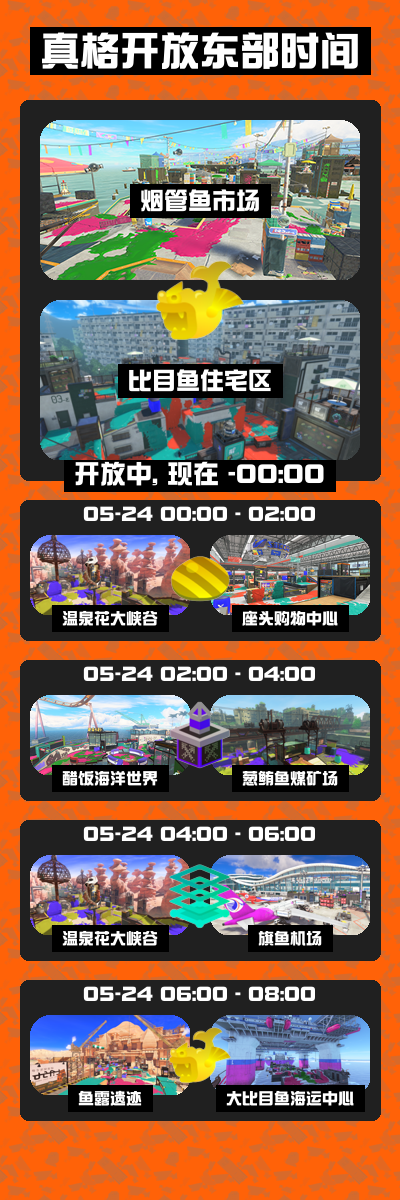 真格开放东部时间
烟管鱼市场
比目鱼住宅区
开放中, 现在 -00:00
05-24 00:00 - 02:00
温泉花大峡谷
座头购物中心
05-24 02:00 - 04:00
醋饭海洋世界
葱鲔鱼煤矿场
05-24 04:00 - 06:00
温泉花大峡谷
旗鱼机场
05-24 06:00 - 08:00
鱼露遗迹
大比目鱼海运中心